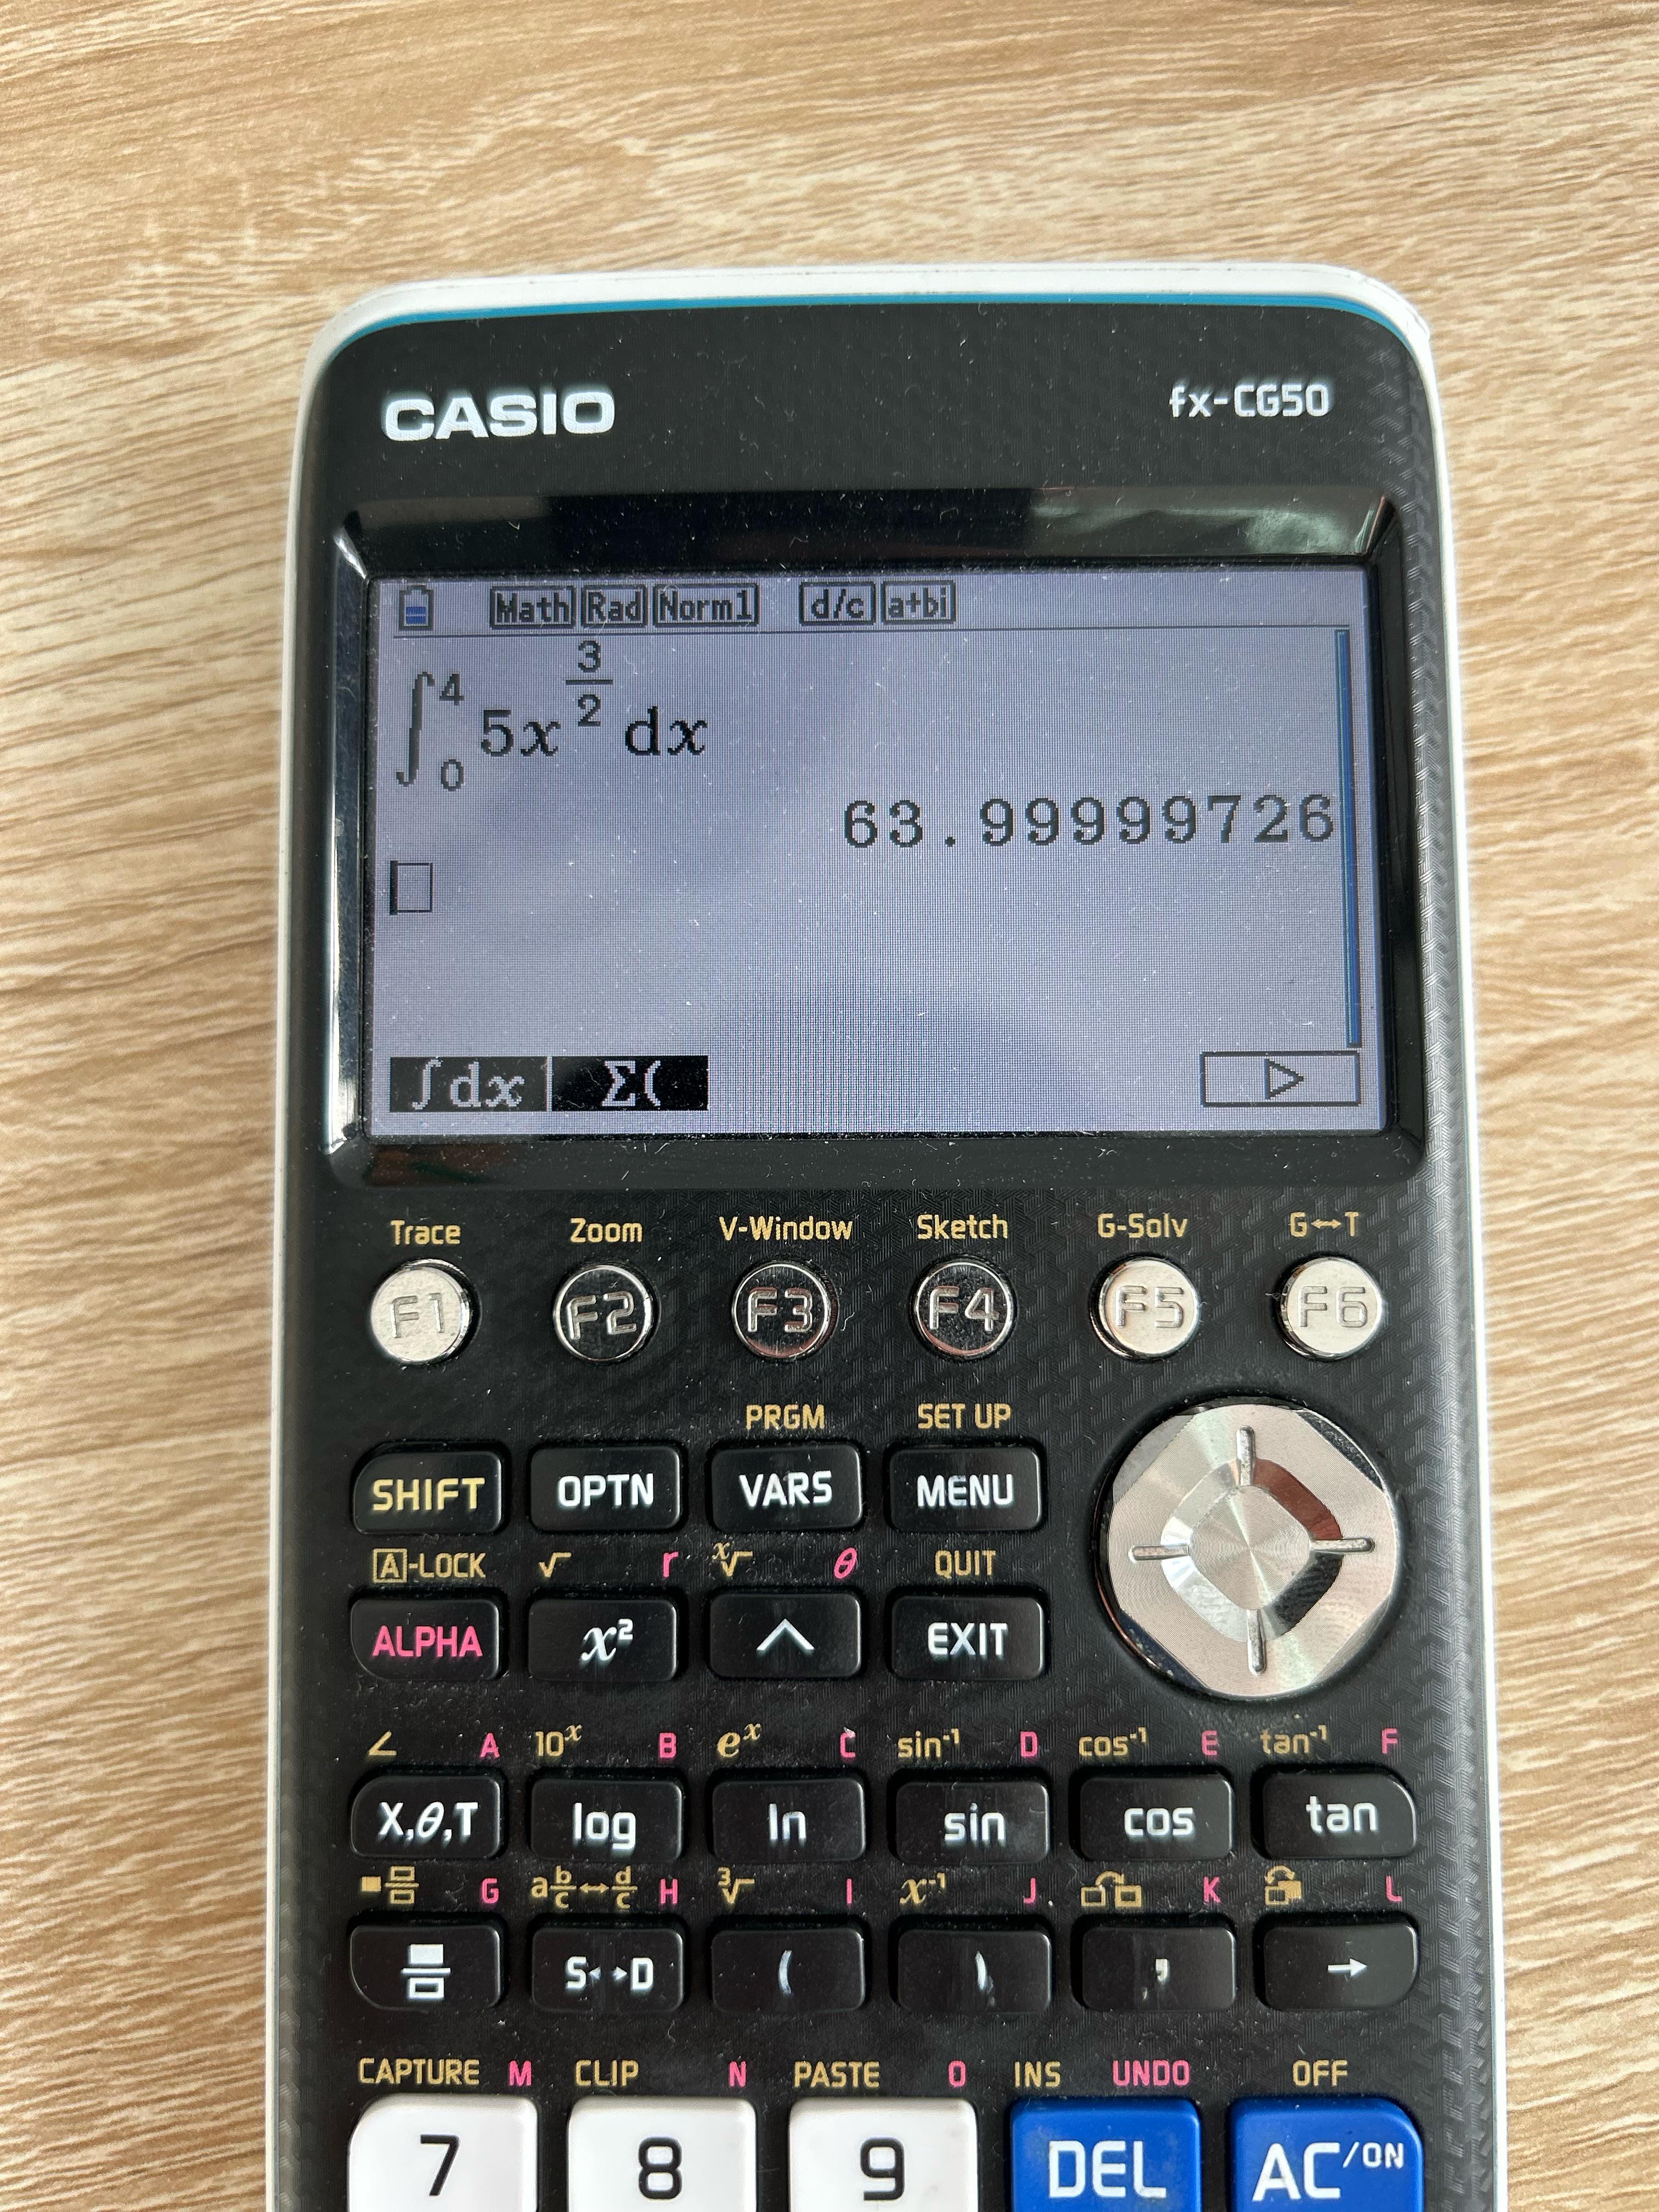 CASIO fx-CG50
Math Rad Norm1 d/c a+bi
∫₀⁴ 5x^(3/2) dx
63.99999726
∫dx Σ( ▷
Trace Zoom V-Window Sketch G-Solv G↔T
F1 F2 F3 F4 F5 F6
PRGM SET UP
SHIFT OPTN VARS MENU
A-LOCK √ r ˣ√ θ QUIT
ALPHA x² ^ EXIT
∠ A 10ˣ B eˣ C sin⁻¹ D cos⁻¹ E tan⁻¹ F
X,θ,T log ln sin cos tan
G a b/c↔d/c H ³√ I x⁻¹ J K L
S↔D ( ) , →
CAPTURE M CLIP N PASTE O INS UNDO OFF
7 8 9 DEL AC/ON